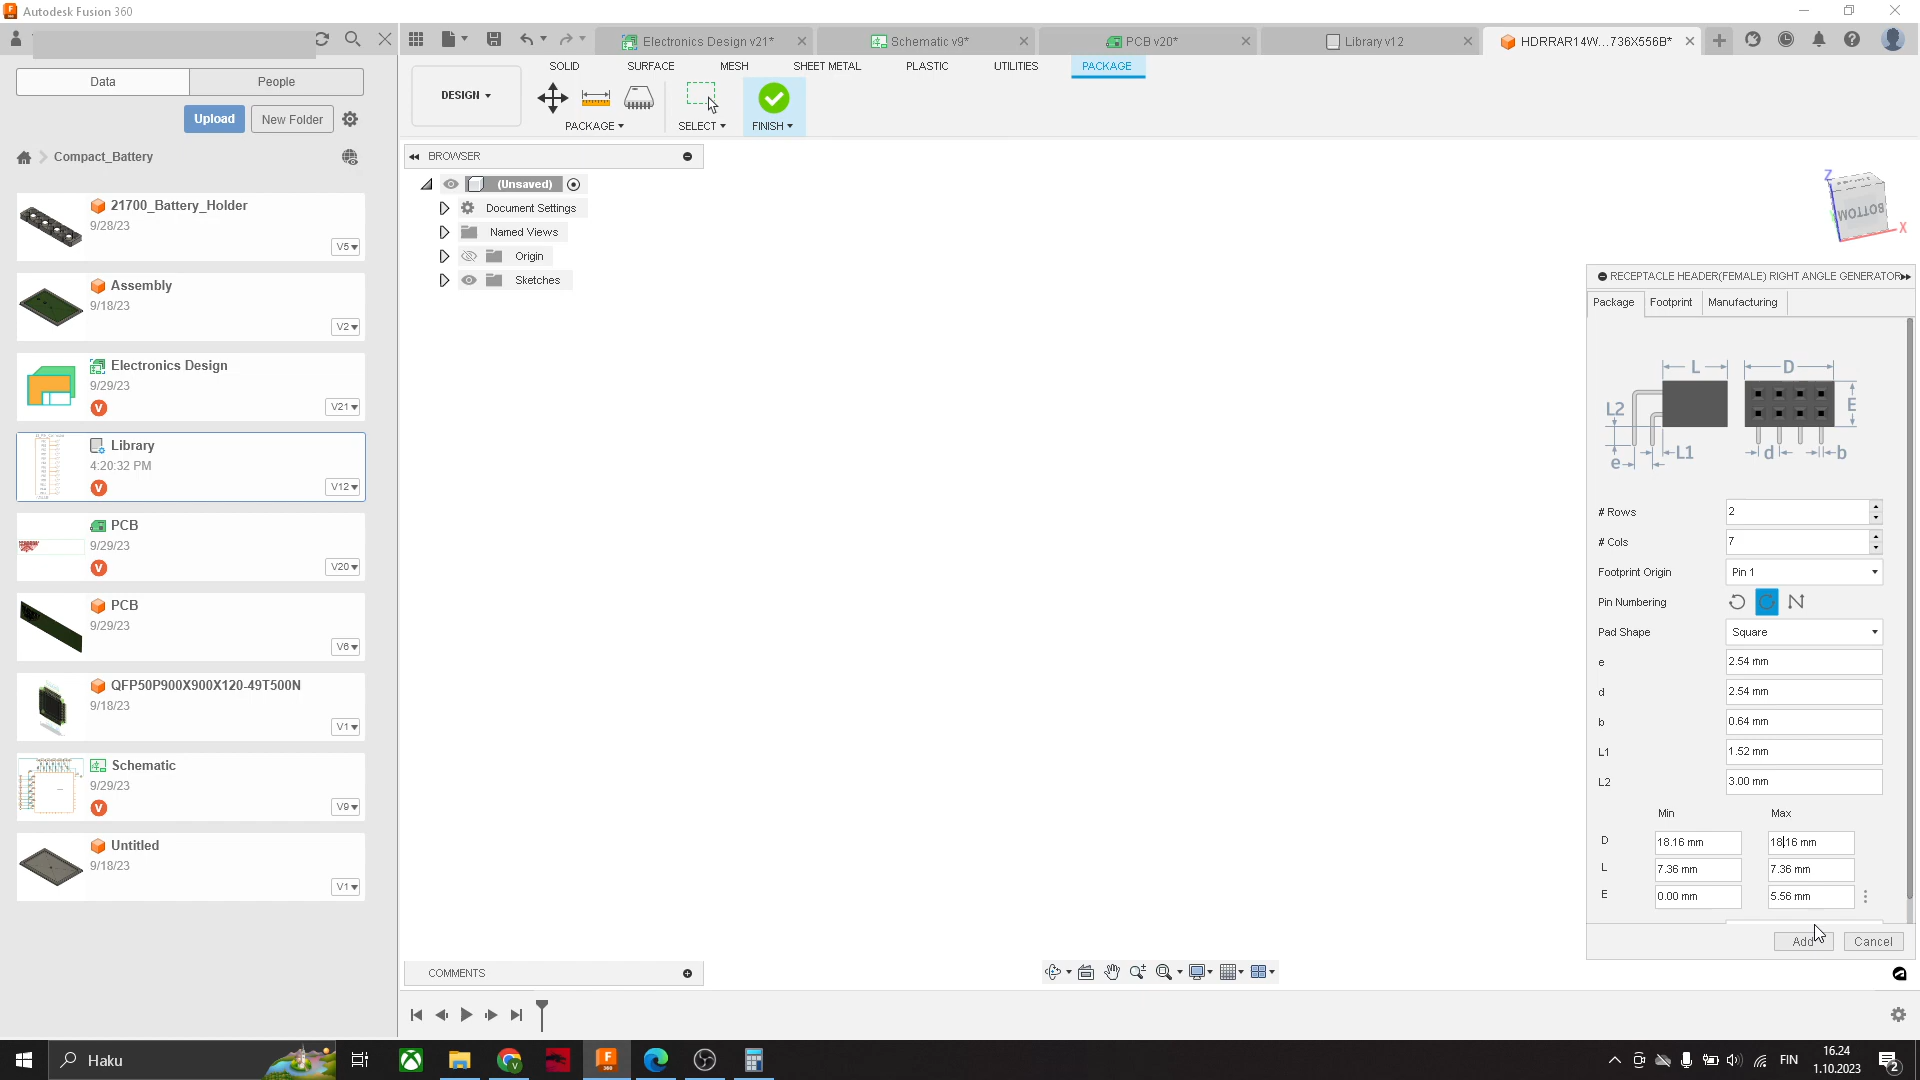 Autodesk Fusion 360
Data
People
Upload
New Folder
Compact_Battery
21700_Battery_Holder
9/28/23
V5
Assembly
9/18/23
V2
Electronics Design
9/29/23
V
V21
Library
4:20:32 PM
V
V12
PCB
9/29/23
V
V20
PCB
9/29/23
V6
QFP50P900X900X120-49T500N
9/18/23
V1
Schematic
9/29/23
V
V9
Untitled
9/18/23
V1
Electronics Design v21*
Schematic v9*
PCB v20*
Library v12
HDRRAR14W...736X556B*
SOLID
SURFACE
MESH
SHEET METAL
PLASTIC
UTILITIES
PACKAGE
DESIGN
PACKAGE
SELECT
FINISH
BROWSER
(Unsaved)
Document Settings
Named Views
Origin
Sketches
Z
BOTTOM
X
RECEPTACLE HEADER(FEMALE) RIGHT ANGLE GENERATOR
Package
Footprint
Manufacturing
L
D
L2
E
L1
d
b
e
# Rows
2
# Cols
7
Footprint Origin
Pin 1
Pin Numbering
Pad Shape
Square
e
2.54 mm
d
2.54 mm
b
0.64 mm
L1
1.52 mm
L2
3.00 mm
Min
Max
D
18.16 mm
18.16 mm
L
7.36 mm
7.36 mm
E
0.00 mm
5.56 mm
Add
Cancel
COMMENTS
Haku
FIN
16.24
1.10.2023
2